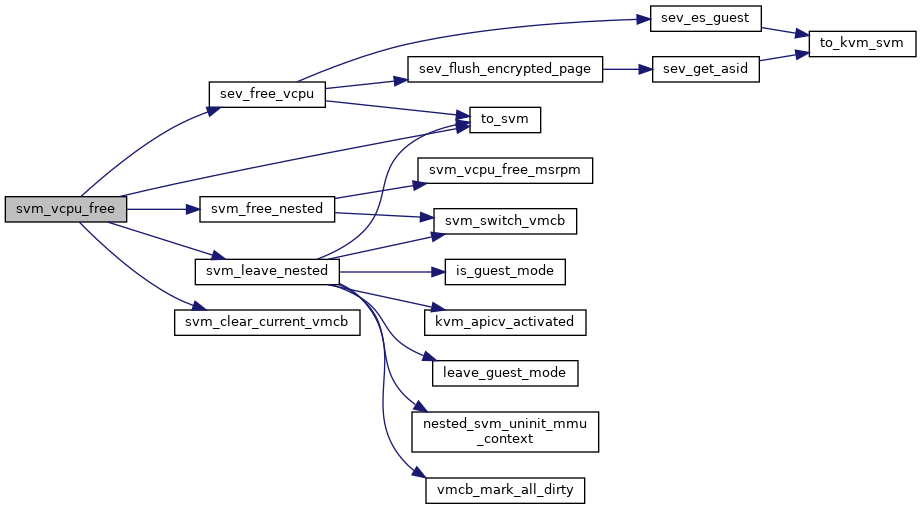 sev_es_guest
to_kvm_svm
sev_flush_encrypted_page
sev_get_asid
sev_free_vcpu
to_svm
svm_vcpu_free_msrpm
svm_vcpu_free
svm_free_nested
svm_switch_vmcb
svm_leave_nested
is_guest_mode
svm_clear_current_vmcb
kvm_apicv_activated
leave_guest_mode
nested_svm_uninit_mmu
_context
vmcb_mark_all_dirty